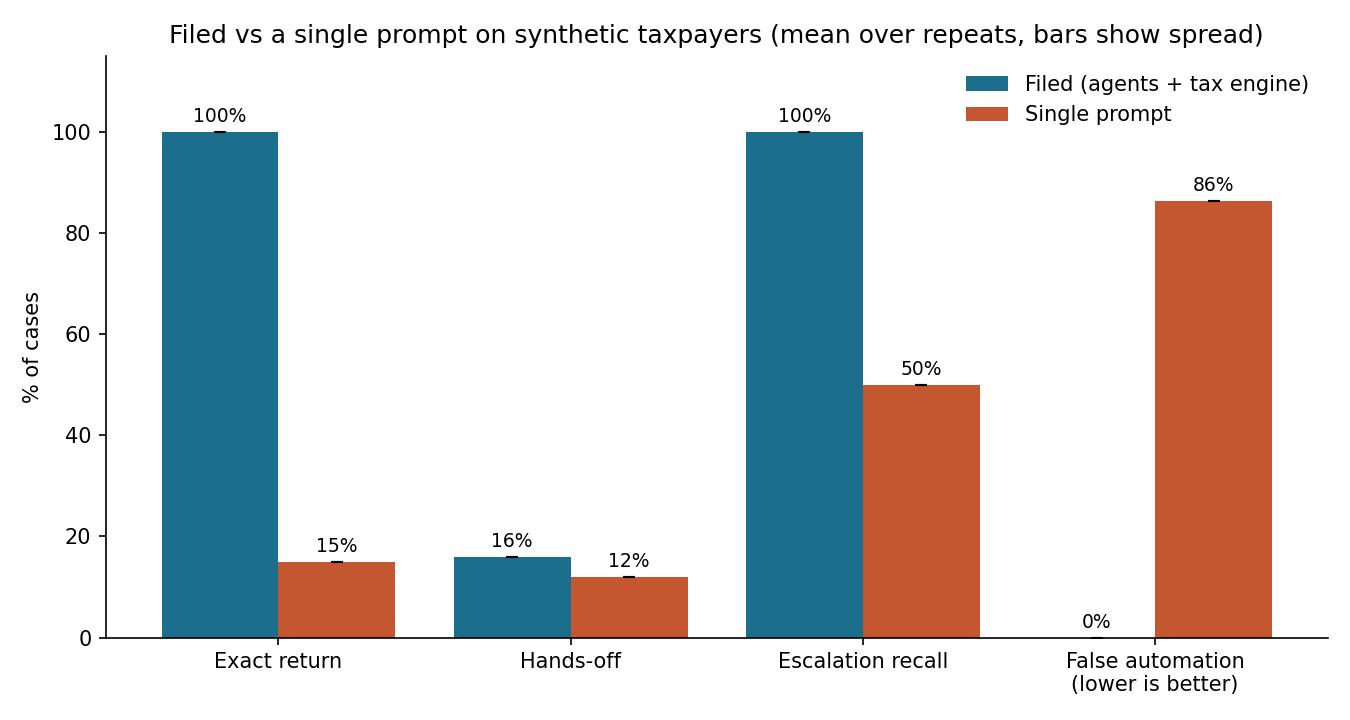 Filed vs a single prompt on synthetic taxpayers (mean over repeats, bars show spread)
Filed (agents + tax engine)
Single prompt
% of cases
100
80
60
40
20
0
100%
15%
16%
12%
100%
50%
0%
86%
Exact return
Hands-off
Escalation recall
False automation
(lower is better)